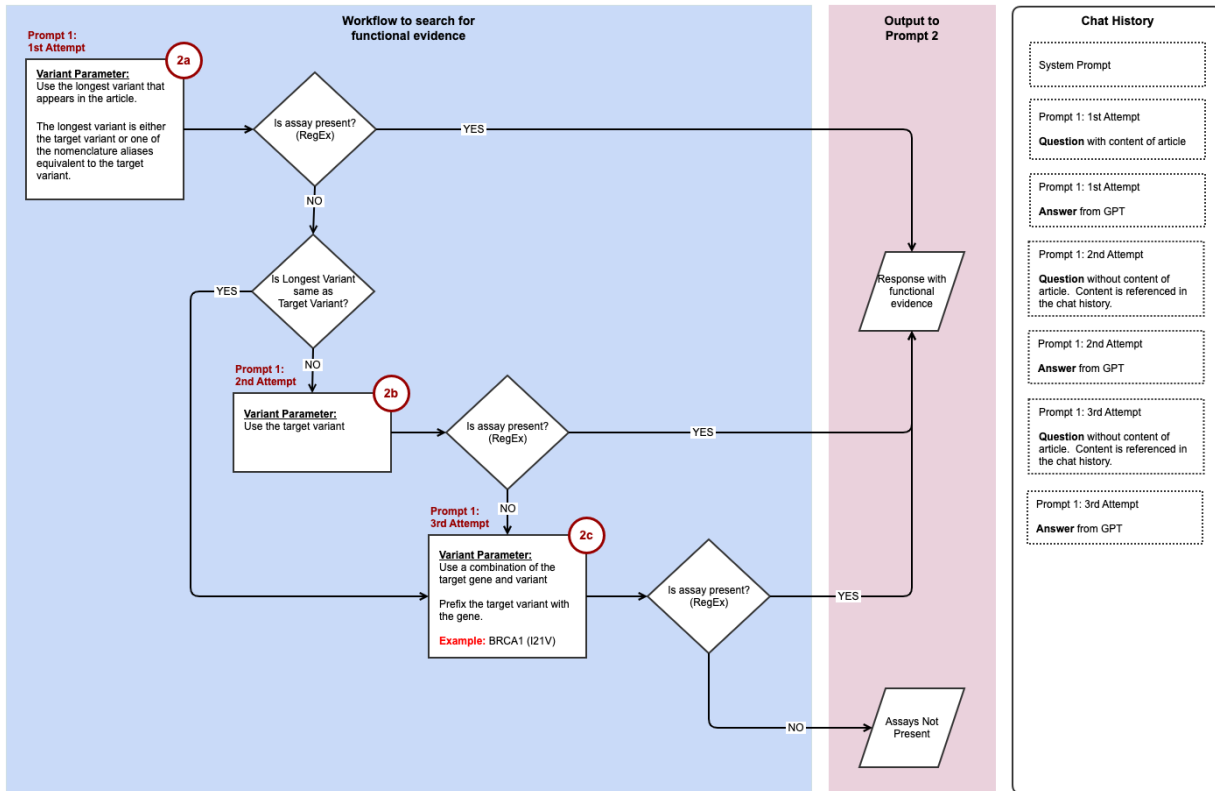 Workflow to search for
functional evidence
Output to
Prompt 2
Chat History
Prompt 1:
1st Attempt
2a
Variant Parameter:
Use the longest variant that
appears in the article.
The longest variant is either
the target variant or one of
the nomenclature aliases
equivalent to the target
variant.
Is assay present?
(RegEx)
YES
NO
Is Longest Variant
same as
Target Variant?
YES
NO
Prompt 1:
2nd Attempt
2b
Variant Parameter:
Use the target variant
Is assay present?
(RegEx)
YES
NO
Prompt 1:
3rd Attempt
2c
Variant Parameter:
Use a combination of the
target gene and variant
Prefix the target variant with
the gene.
Example: BRCA1 (I21V)
Is assay present?
(RegEx)
YES
NO
Response with
functional
evidence
Assays Not
Present
System Prompt
Prompt 1: 1st Attempt
Question with content of article
Prompt 1: 1st Attempt
Answer from GPT
Prompt 1: 2nd Attempt
Question without content of
article. Content is referenced in
the chat history.
Prompt 1: 2nd Attempt
Answer from GPT
Prompt 1: 3rd Attempt
Question without content of
article. Content is referenced in
the chat history.
Prompt 1: 3rd Attempt
Answer from GPT